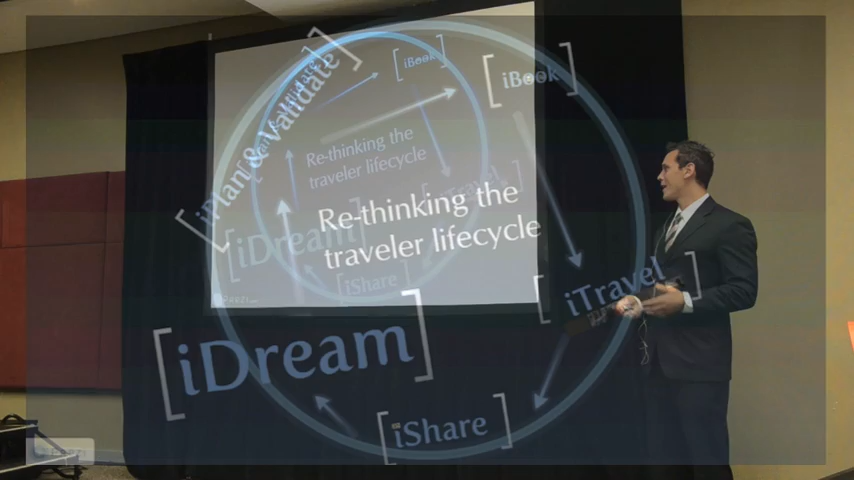 [iBook]
[iBook]
[iPlan & Validate]
Re-thinking the
traveler lifecycle
Re-thinking the
traveler lifecycle
[iDream]
[iTravel]
[iShare]
[iDream]
[iShare]